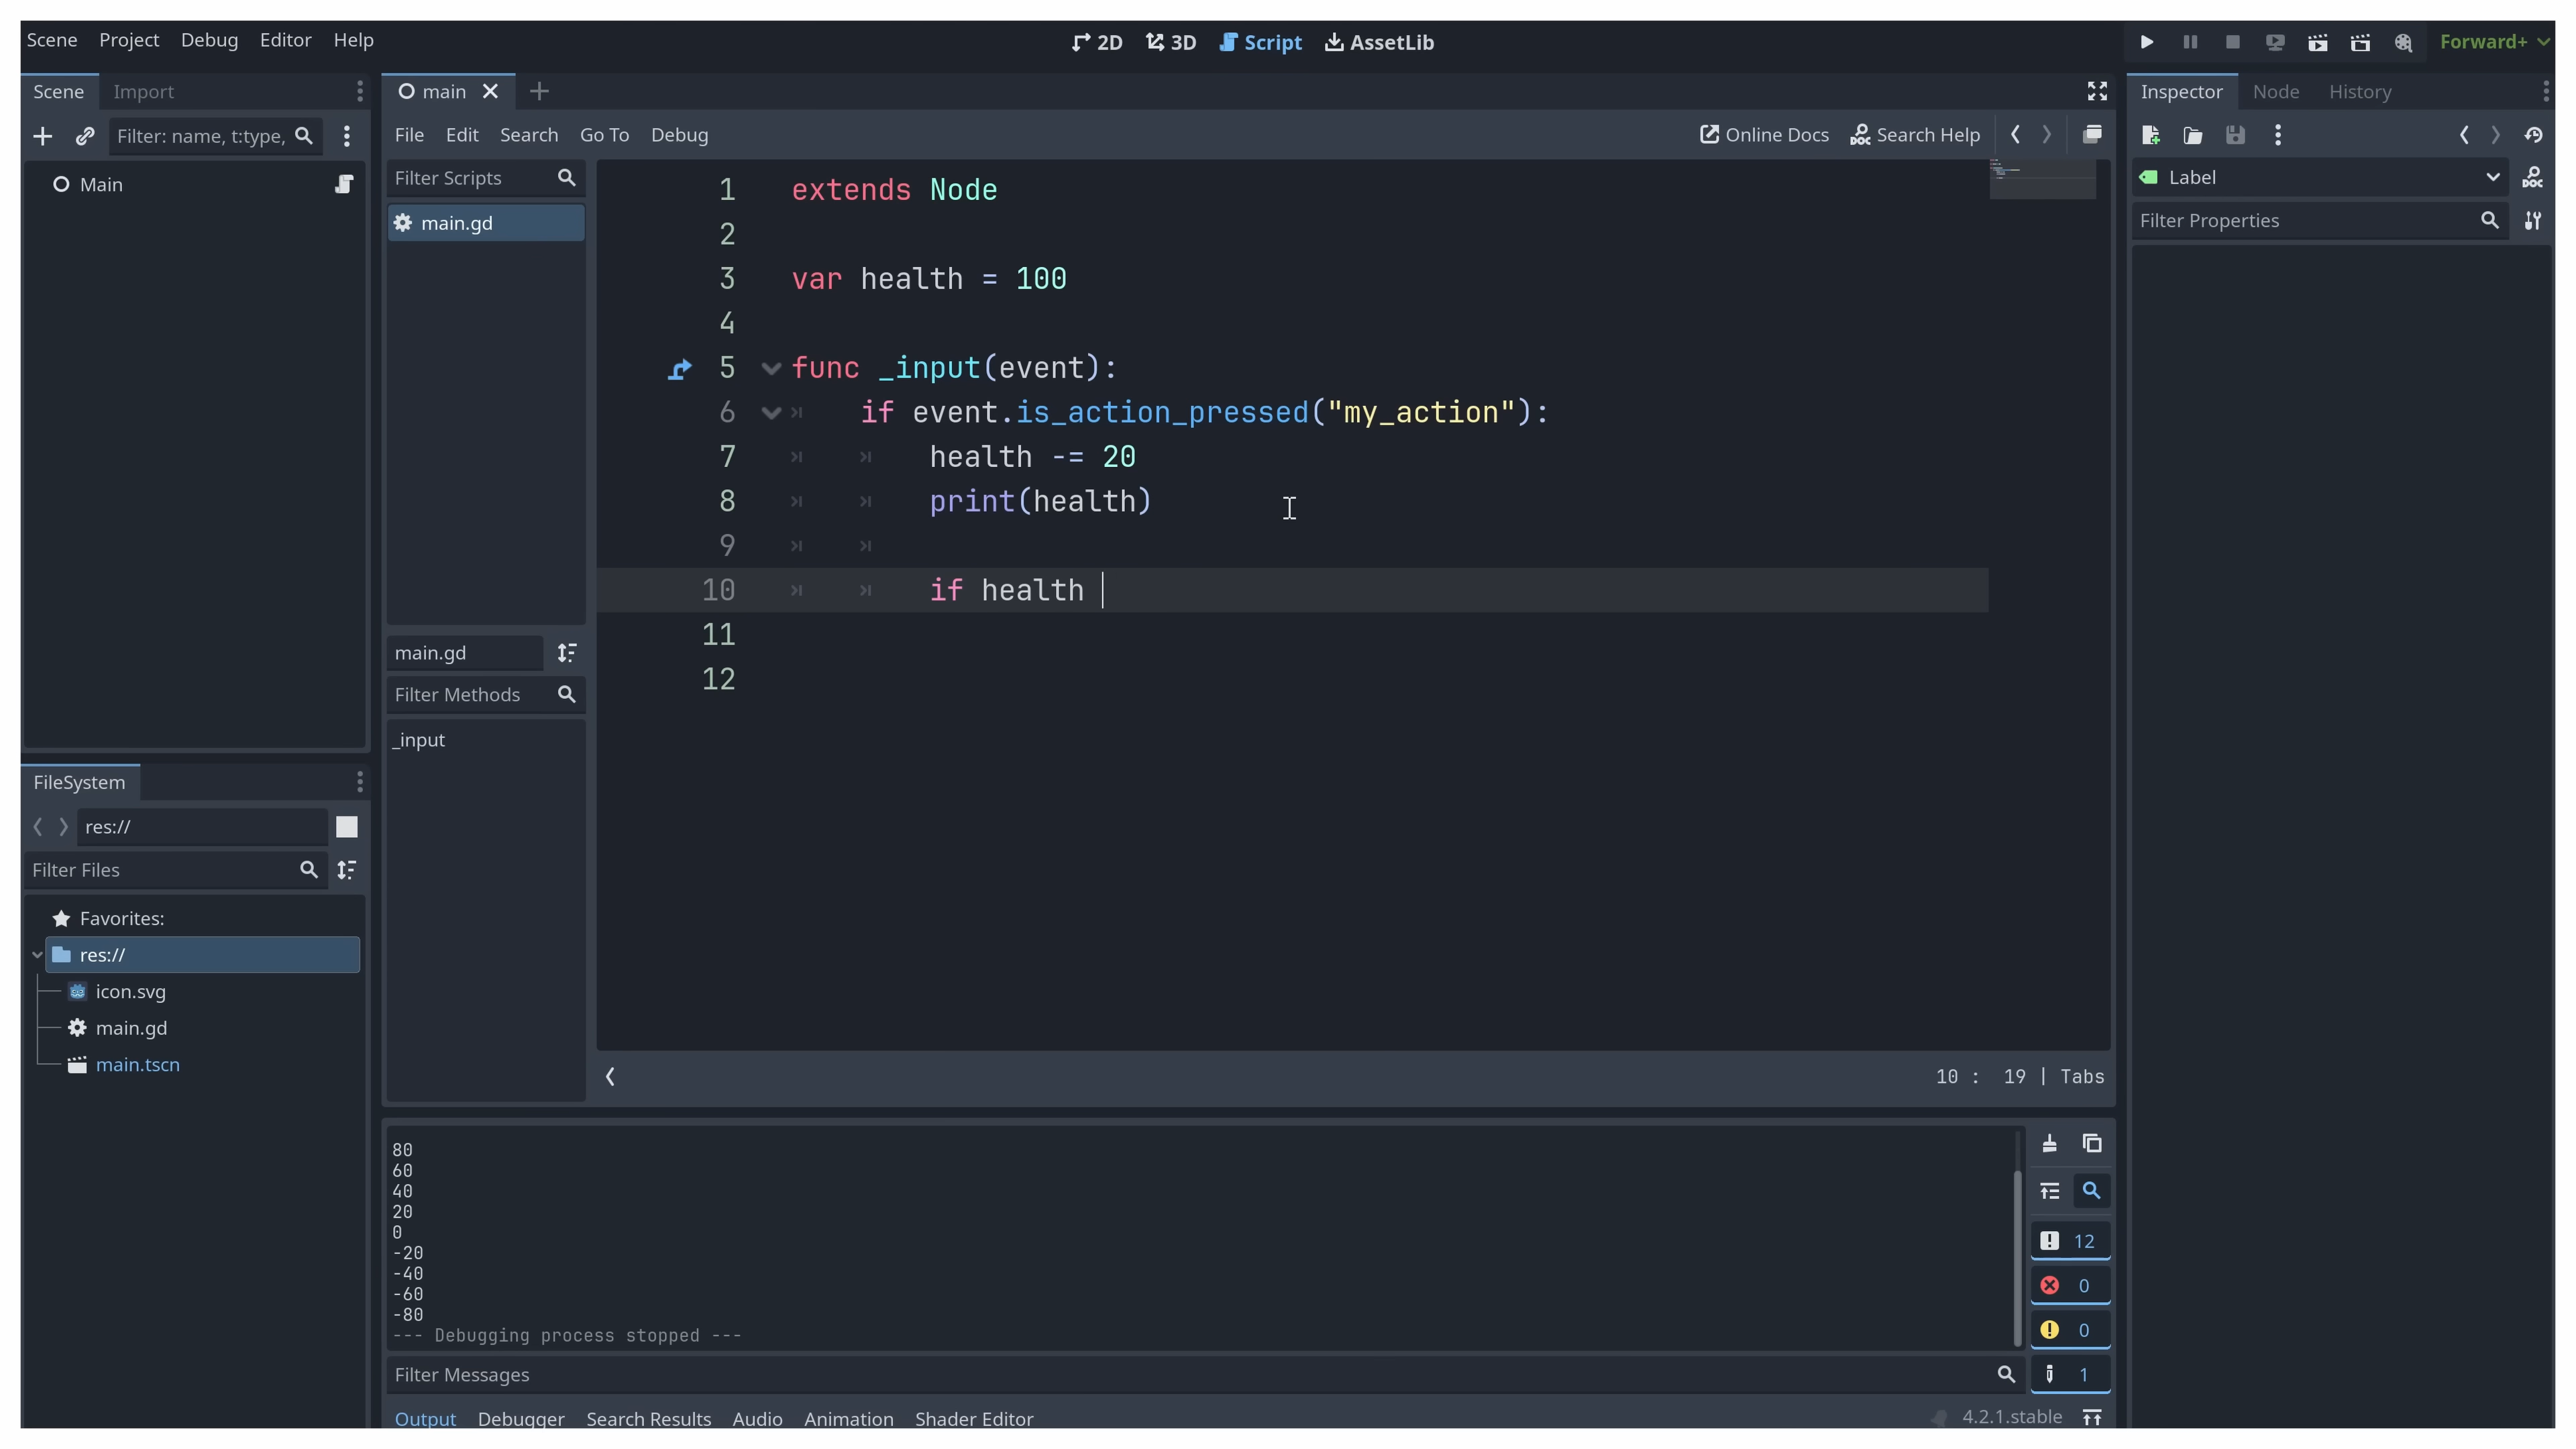 Scene Project Debug Editor Help
2D 3D Script AssetLib
Forward+
Scene Import
Filter: name, t:type,
Main
main
File Edit Search Go To Debug
Online Docs Search Help
Filter Scripts
main.gd
main.gd
Filter Methods
_input
1 extends Node
2
3 var health = 100
4
5 func _input(event):
6 if event.is_action_pressed("my_action"):
7 health -= 20
8 print(health)
9
10 if health
11
12
10 : 19 | Tabs
Inspector Node History
Label
Filter Properties
FileSystem
res://
Filter Files
Favorites:
res://
icon.svg
main.gd
main.tscn
80
60
40
20
0
-20
-40
-60
-80
--- Debugging process stopped ---
12
0
0
1
Filter Messages
Output Debugger Search Results Audio Animation Shader Editor
4.2.1.stable